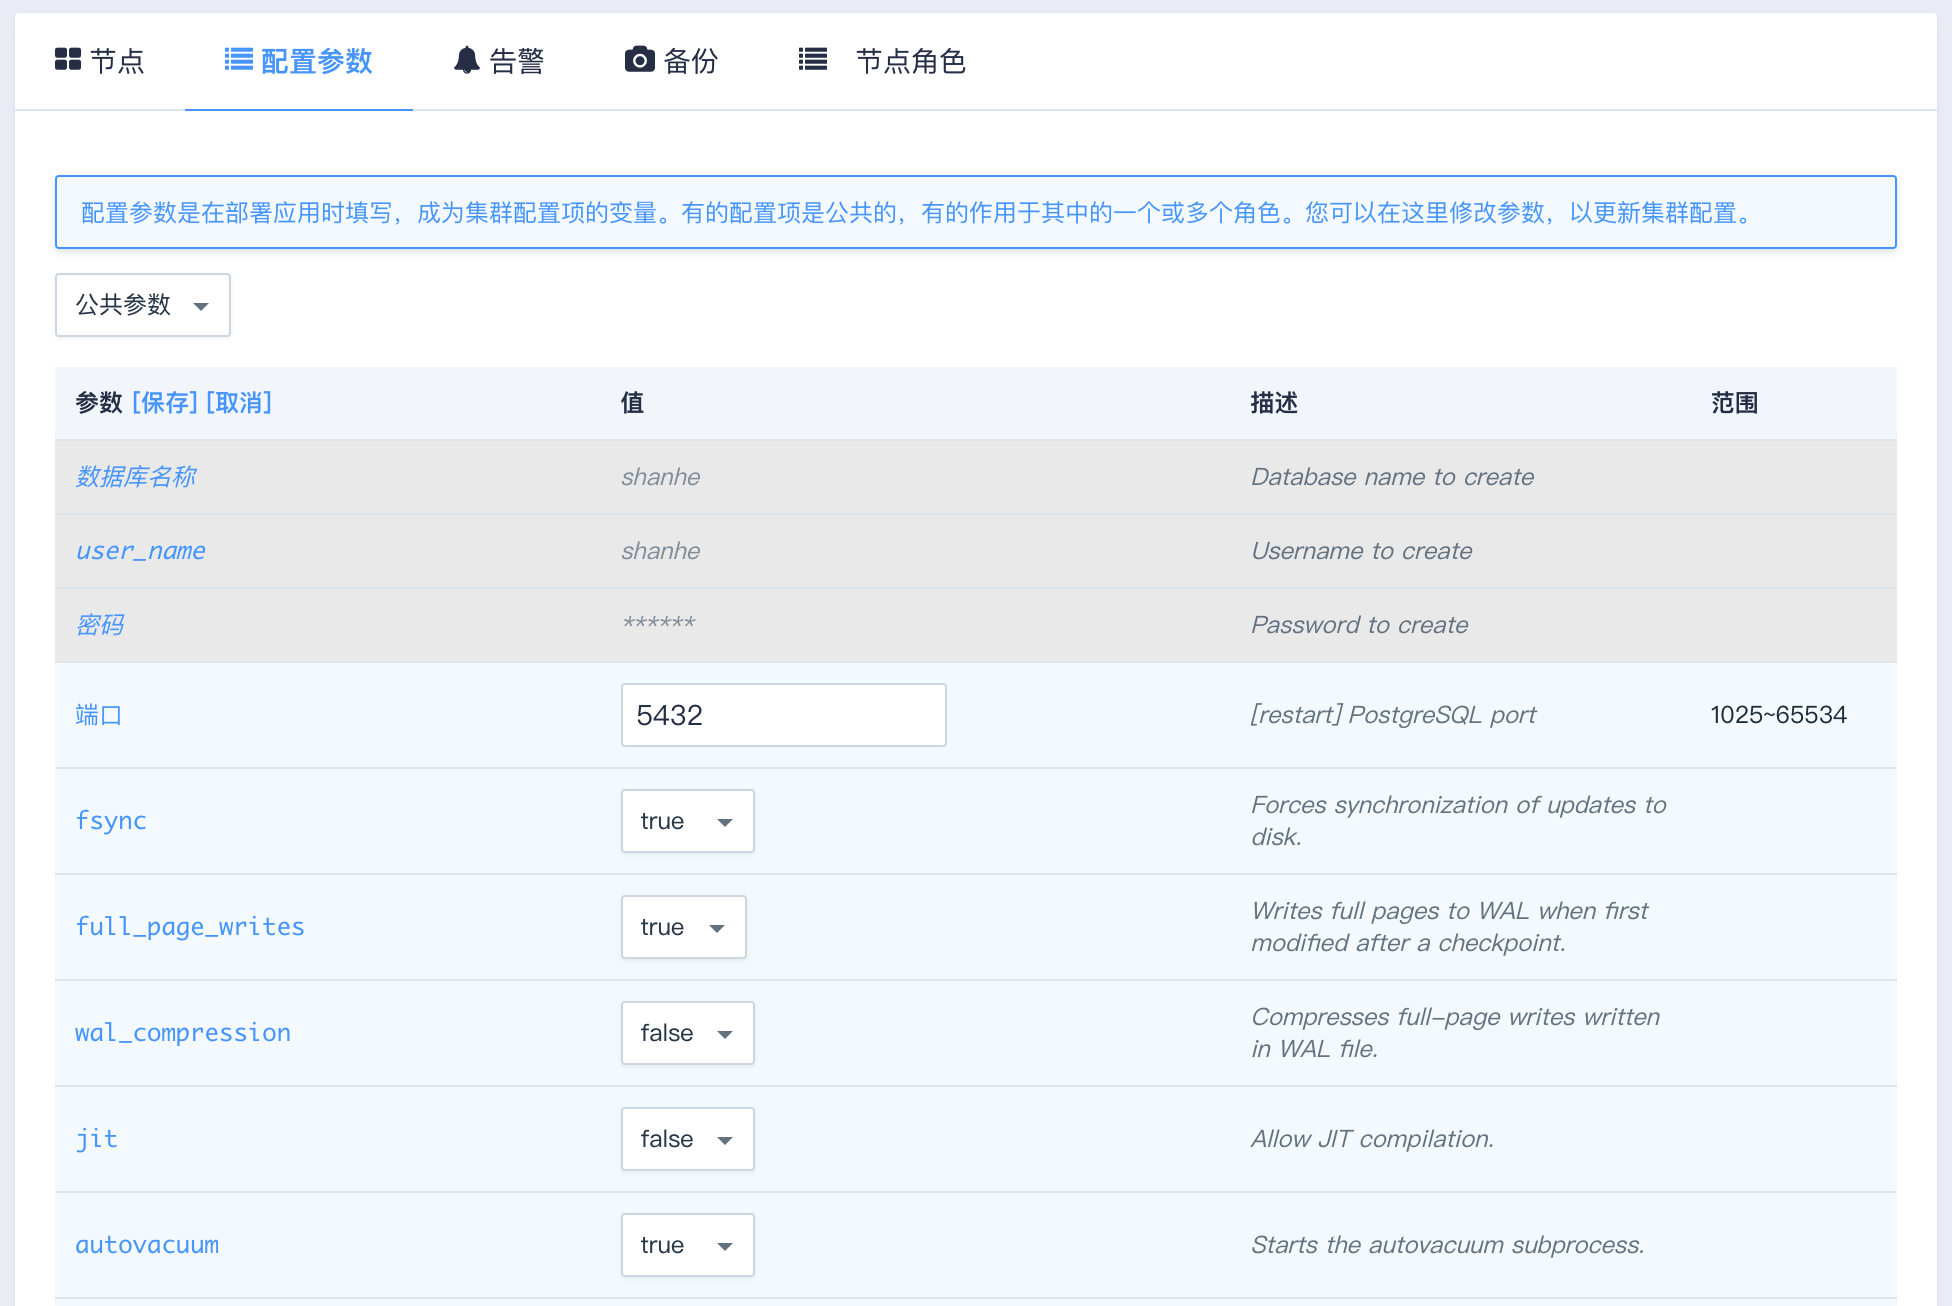 节点 配置参数 告警 备份 节点角色
配置参数是在部署应用时填写，成为集群配置项的变量。有的配置项是公共的，有的作用于其中的一个或多个角色。您可以在这里修改参数，以更新集群配置。
公共参数
参数 [保存] [取消] 值 描述 范围
数据库名称 shanhe Database name to create
user_name shanhe Username to create
密码 ****** Password to create
端口 5432 [restart] PostgreSQL port 1025~65534
fsync true Forces synchronization of updates to
disk.
full_page_writes true Writes full pages to WAL when first
modified after a checkpoint.
wal_compression false Compresses full-page writes written
in WAL file.
jit false Allow JIT compilation.
autovacuum true Starts the autovacuum subprocess.